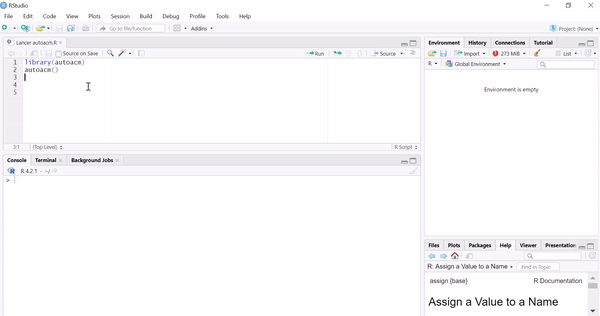 RStudio
File Edit Code View Plots Session Build Debug Profile Tools Help
Go to file/function Addins Project: (None)
Lancer autoacm.R
Source on Save Run Source
1 library(autoacm)
2 autoacm()
3
4
5
3:1 (Top Level) R Script
Console Terminal Background Jobs
R 4.2.1 · ~/
>
Environment History Connections Tutorial
Import 273 MiB List
R Global Environment
Environment is empty
Files Plots Packages Help Viewer Presentation
R: Assign a Value to a Name Find in Topic
assign {base} R Documentation
Assign a Value to a Name